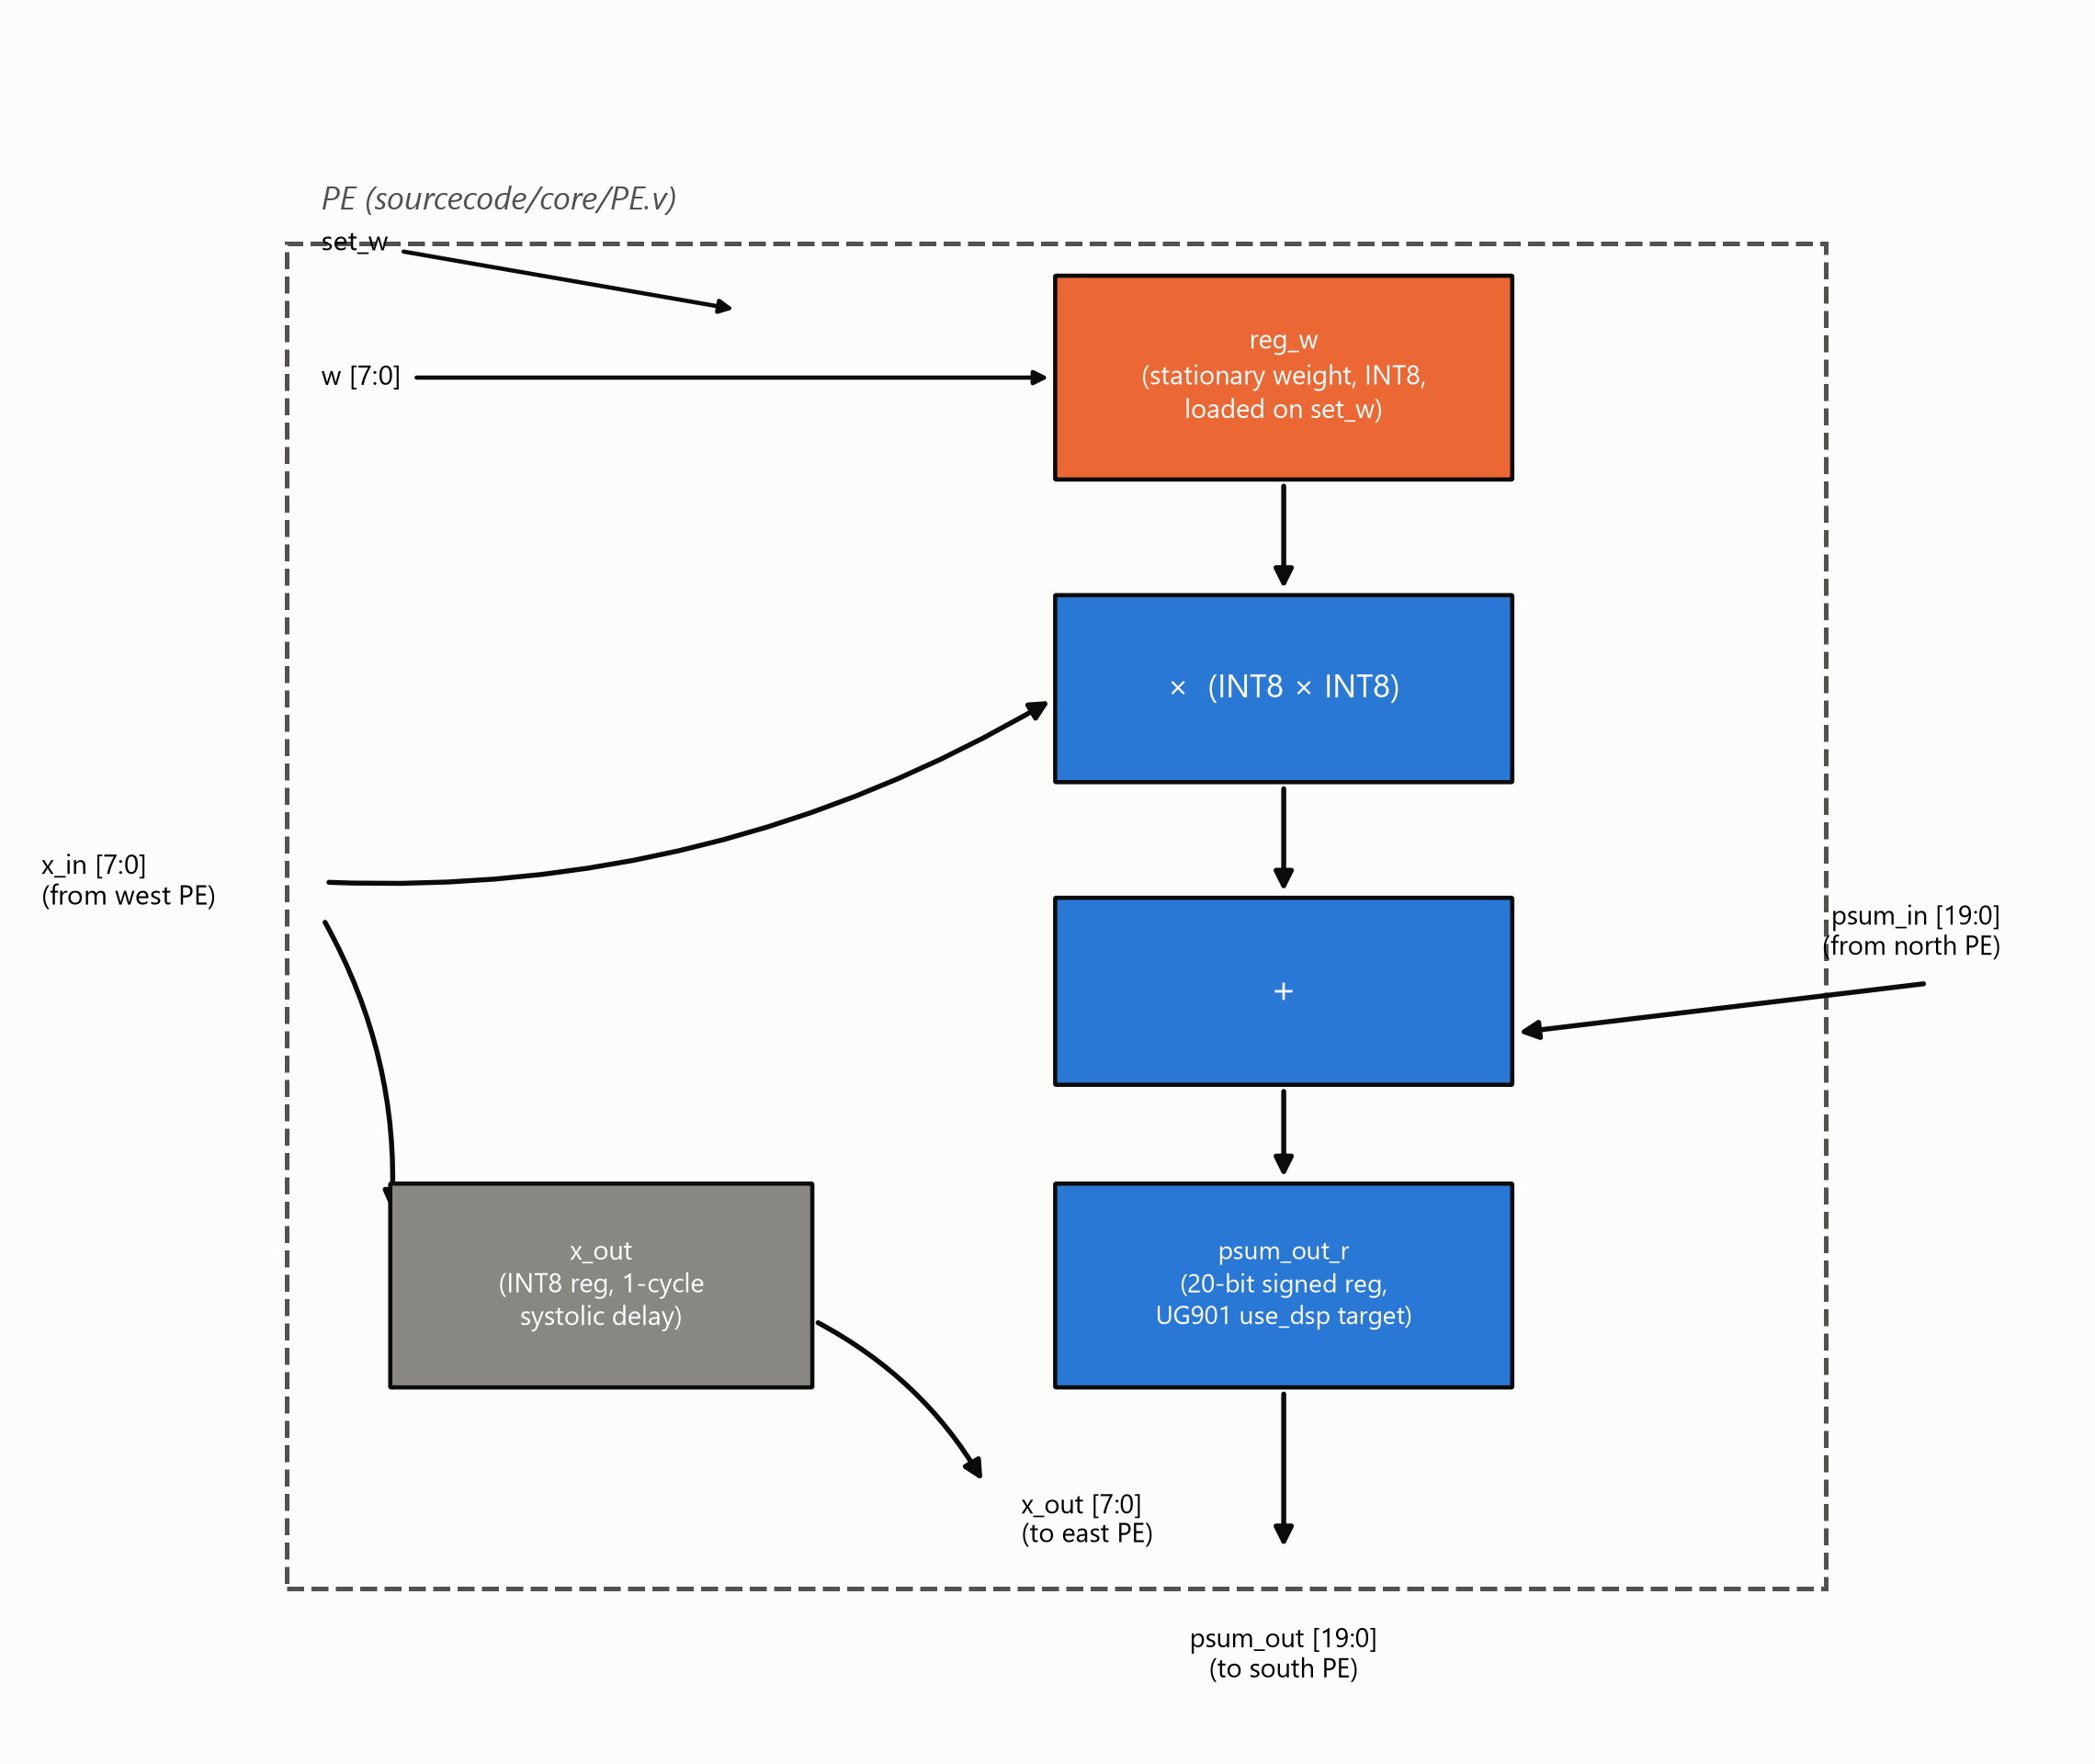 PE (sourcecode/core/PE.v)
set_w
w [7:0]
reg_w
(stationary weight, INT8,
loaded on set_w)
× (INT8 × INT8)
x_in [7:0]
(from west PE)
+
psum_in [19:0]
(from north PE)
x_out
(INT8 reg, 1-cycle
systolic delay)
psum_out_r
(20-bit signed reg,
UG901 use_dsp target)
x_out [7:0]
(to east PE)
psum_out [19:0]
(to south PE)